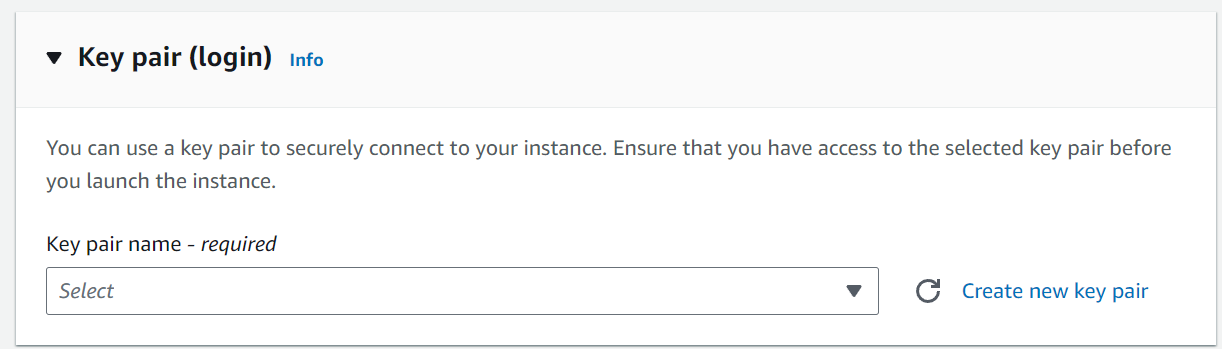 Key pair (login) Info
You can use a key pair to securely connect to your instance. Ensure that you have access to the selected key pair before
you launch the instance.
Key pair name - required
Select
Create new key pair